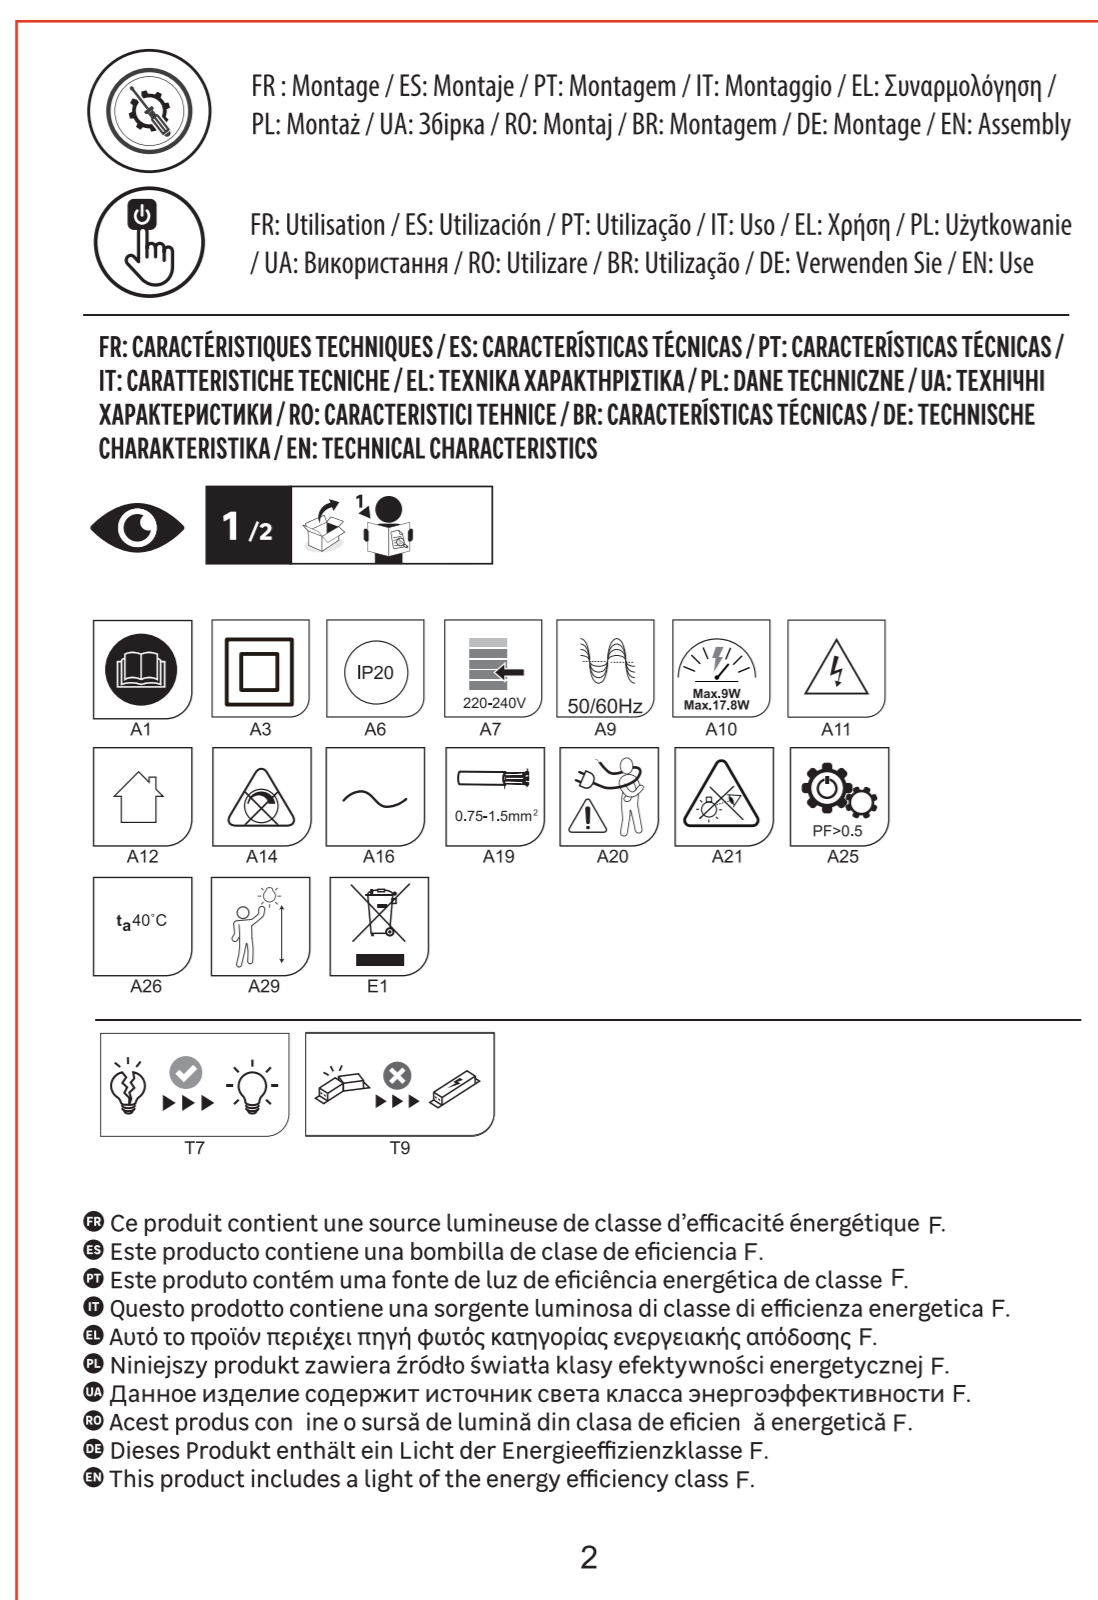 FR : Montage / ES: Montaje / PT: Montagem / IT: Montaggio / EL: Συναρμολόγηση /
PL: Montaż / UA: Збірка / RO: Montaj / BR: Montagem / DE: Montage / EN: Assembly
FR: Utilisation / ES: Utilización / PT: Utilização / IT: Uso / EL: Χρήση / PL: Użytkowanie
/ UA: Використання / RO: Utilizare / BR: Utilização / DE: Verwenden Sie / EN: Use
FR: CARACTÉRISTIQUES TECHNIQUES / ES: CARACTERÍSTICAS TÉCNICAS / PT: CARACTERÍSTICAS TÉCNICAS /
IT: CARATTERISTICHE TECNICHE / EL: ΤΕΧΝΙΚΑ ΧΑΡΑΚΤΗΡΙΣΤΙΚΑ / PL: DANE TECHNICZNE / UA: ТЕХНІЧНІ
ХАРАКТЕРИСТИКИ / RO: CARACTERISTICI TEHNICE / BR: CARACTERÍSTICAS TÉCNICAS / DE: TECHNISCHE
CHARAKTERISTIKA / EN: TECHNICAL CHARACTERISTICS
1 /2 1
IP20 220-240V 50/60Hz Max.9W
Max.17.8W
A1 A3 A6 A7 A9 A10 A11
0.75-1.5mm² PF>0.5
A12 A14 A16 A19 A20 A21 A25
ta40°C
A26 A29 E1
T7 T9
FR Ce produit contient une source lumineuse de classe d'efficacité énergétique F.
ES Este producto contiene una bombilla de clase de eficiencia F.
PT Este produto contém uma fonte de luz de eficiência energética de classe F.
IT Questo prodotto contiene una sorgente luminosa di classe di efficienza energetica F.
EL Αυτό το προϊόν περιέχει πηγή φωτός κατηγορίας ενεργειακής απόδοσης F.
PL Niniejszy produkt zawiera źródło światła klasy efektywności energetycznej F.
UA Данное изделие содержит источник света класса энергоэффективности F.
RO Acest produs con ine o sursă de lumină din clasa de eficien ă energetică F.
DE Dieses Produkt enthält ein Licht der Energieeffizienzklasse F.
EN This product includes a light of the energy efficiency class F.
2